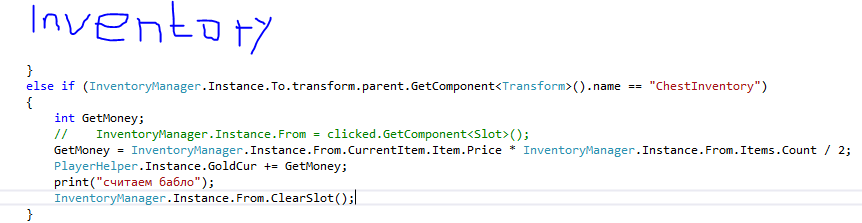 Inventory
}
else if (InventoryManager.Instance.To.transform.parent.GetComponent<Transform>().name == "ChestInventory")
{
int GetMoney;
// InventoryManager.Instance.From = clicked.GetComponent<Slot>();
GetMoney = InventoryManager.Instance.From.CurrentItem.Item.Price * InventoryManager.Instance.From.Items.Count / 2;
PlayerHelper.Instance.GoldCur += GetMoney;
print("считаем бабло");
InventoryManager.Instance.From.ClearSlot();
}